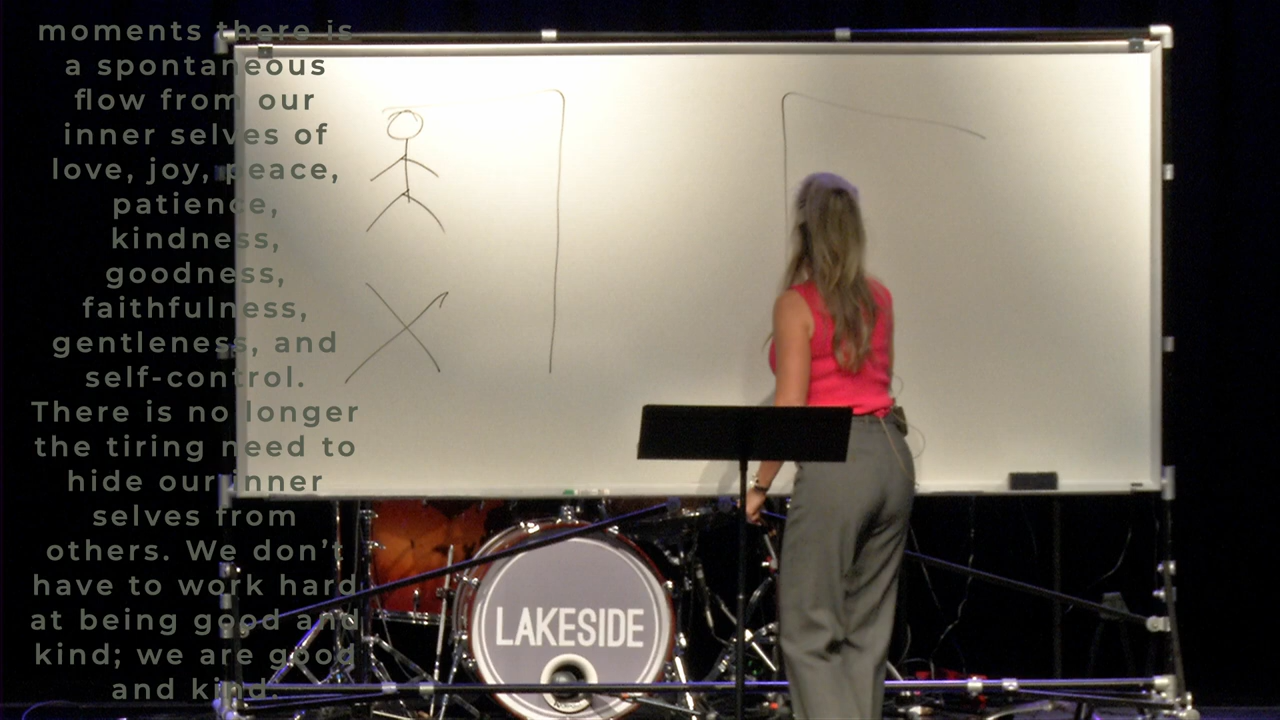 moments there is
a spontaneous
flow from our
inner selves of
love, joy, peace,
patience,
kindness,
goodness,
faithfulness,
gentleness, and
self-control.
There is no longer
the tiring need to
hide our inner
selves from
others. We don’t
have to work hard
at being good and
kind; we are good
and kind.
LAKESIDE